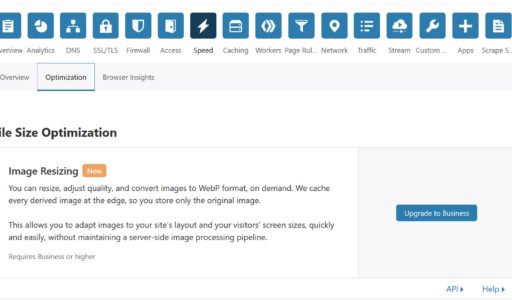 verview Analytics DNS SSL/TLS Firewall Access Speed Caching Workers Page Rul... Network Traffic Stream Custom ... Apps Scrape S...
Overview Optimization Browser Insights
ile Size Optimization
Image Resizing New
You can resize, adjust quality, and convert images to WebP format, on demand. We cache
every derived image at the edge, so you store only the original image.
This allows you to adapt images to your site's layout and your visitors' screen sizes, quickly
and easily, without maintaining a server-side image processing pipeline.
Requires Business or higher
Upgrade to Business
API Help